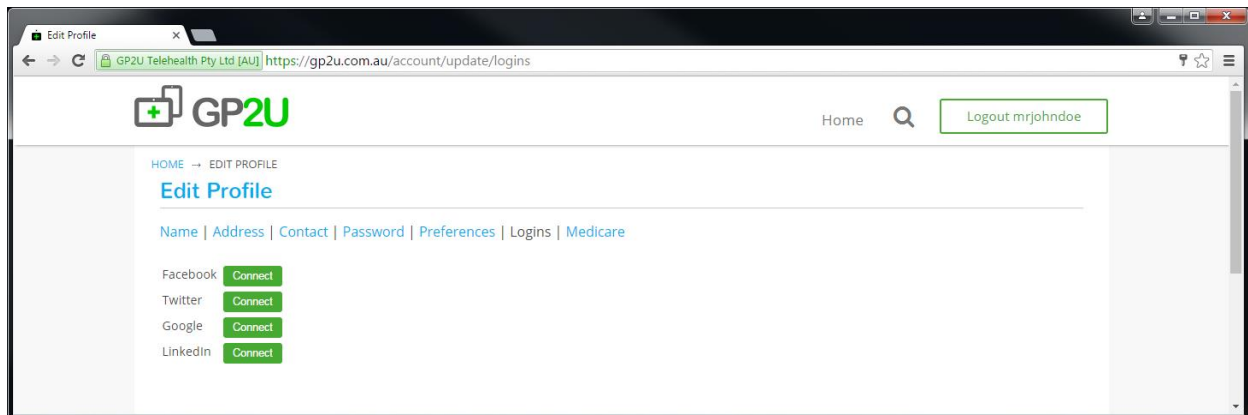 Edit Profile
GP2U Telehealth Pty Ltd [AU] https://gp2u.com.au/account/update/logins
GP2U
Home
Logout mrjohndoe
HOME → EDIT PROFILE
Edit Profile
Name | Address | Contact | Password | Preferences | Logins | Medicare
Facebook Connect
Twitter Connect
Google Connect
LinkedIn Connect